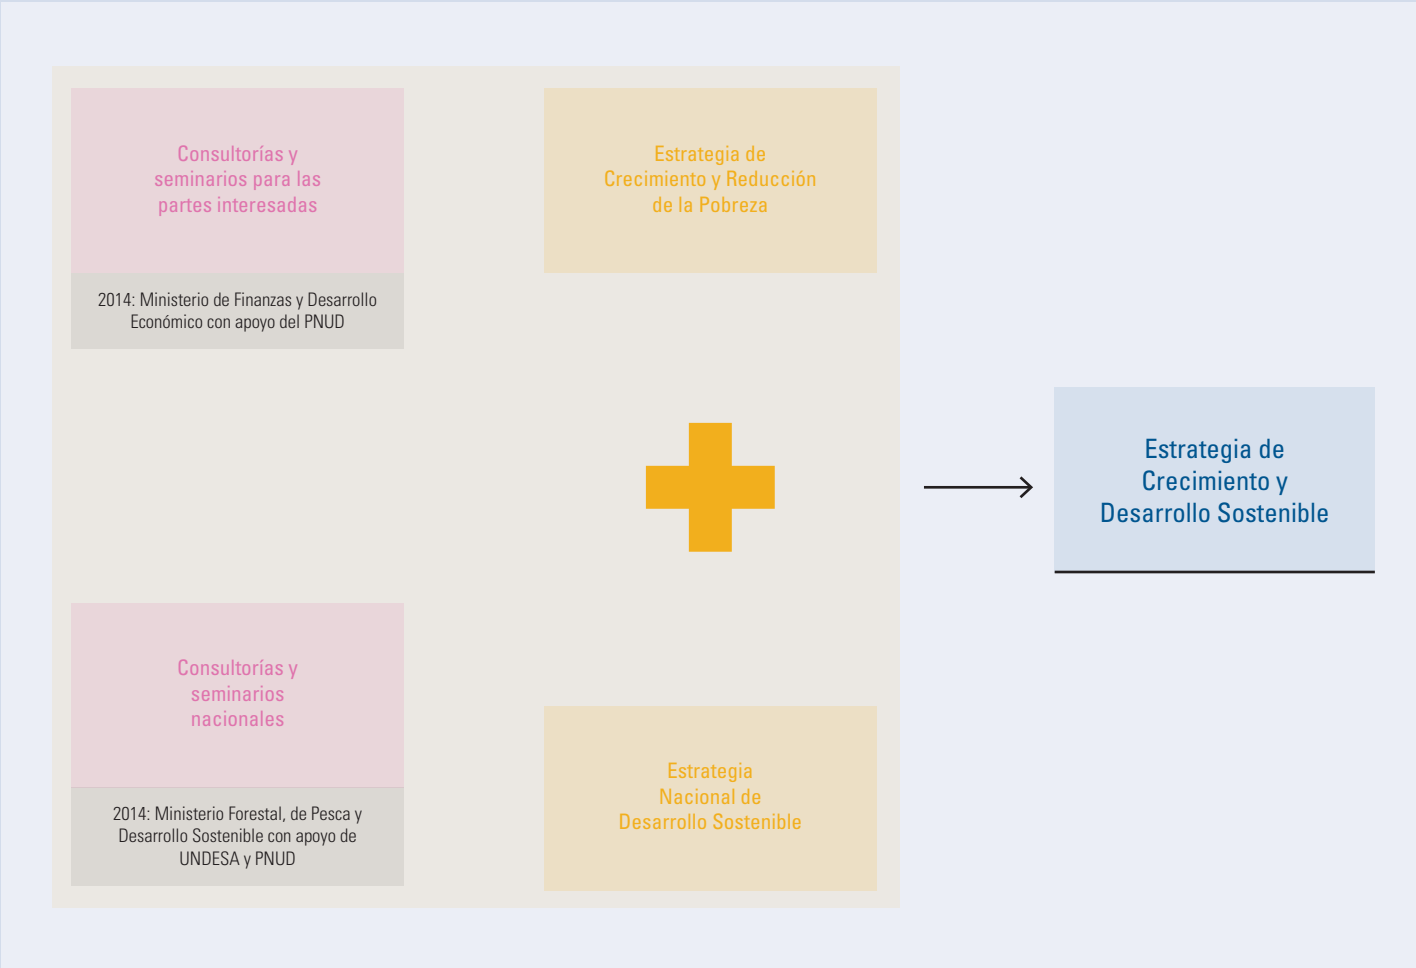 Consultorías y
seminarios para las
partes interesadas
2014: Ministerio de Finanzas y Desarrollo
Económico con apoyo del PNUD
Estrategia de
Crecimiento y Reducción
de la Pobreza
Consultorías y
seminarios
nacionales
2014: Ministerio Forestal, de Pesca y
Desarrollo Sostenible con apoyo de
UNDESA y PNUD
Estrategia
Nacional de
Desarrollo Sostenible
Estrategia de
Crecimiento y
Desarrollo Sostenible